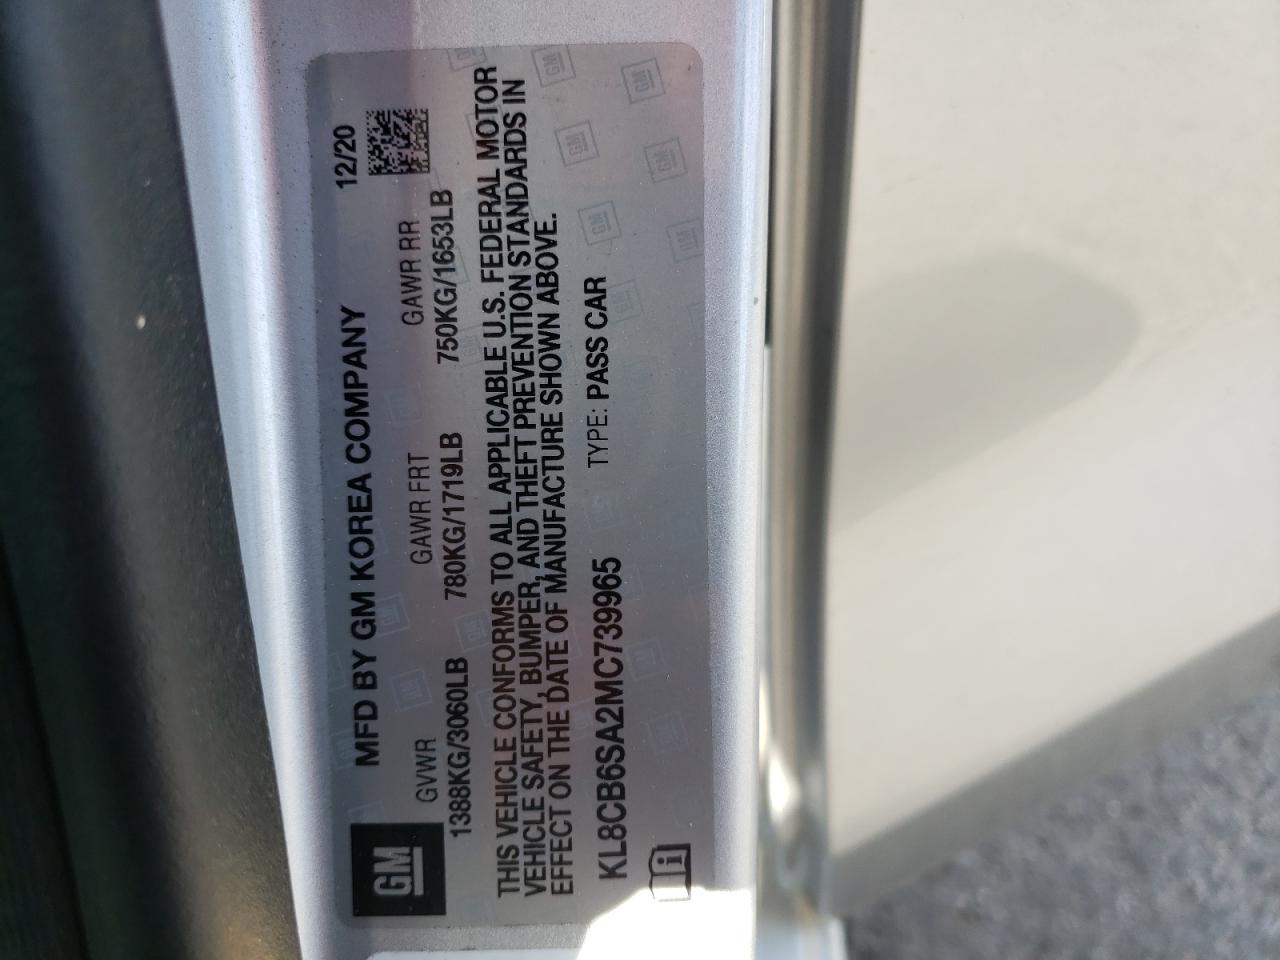 GM
MFD BY GM KOREA COMPANY 12/20
GVWR GAWR FRT GAWR RR
1388KG/3060LB 780KG/1719LB 750KG/1653LB
THIS VEHICLE CONFORMS TO ALL APPLICABLE U.S. FEDERAL MOTOR
VEHICLE SAFETY, BUMPER, AND THEFT PREVENTION STANDARDS IN
EFFECT ON THE DATE OF MANUFACTURE SHOWN ABOVE.
KL8CB6SA2MC739965 TYPE: PASS CAR